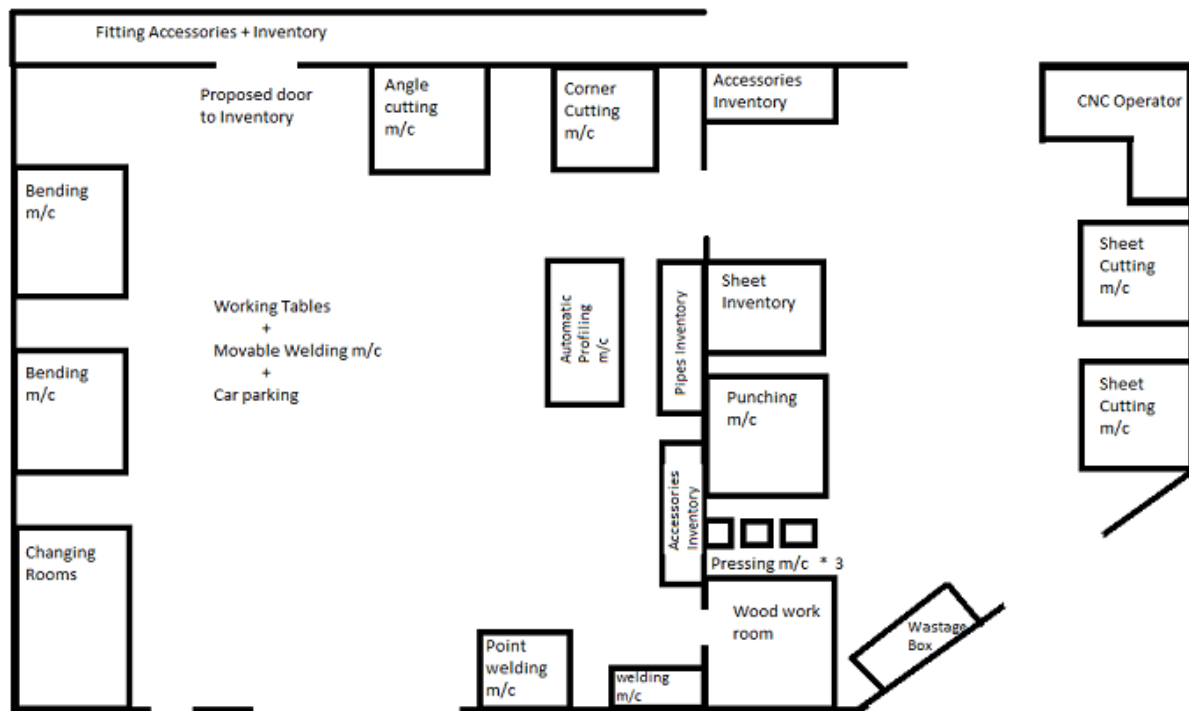 Fitting Accessories + Inventory
Proposed door
to Inventory
Angle
cutting
m/c
Corner
Cutting
m/c
Accessories
Inventory
CNC Operator
Bending
m/c
Working Tables
+
Movable Welding m/c
+
Car parking
Automatic
Profiling
m/c
Pipes Inventory
Sheet
Inventory
Sheet
Cutting
m/c
Bending
m/c
Punching
m/c
Sheet
Cutting
m/c
Accessories
Inventory
Pressing m/c * 3
Changing
Rooms
Point
welding
m/c
welding
m/c
Wood work
room
Wastage
Box